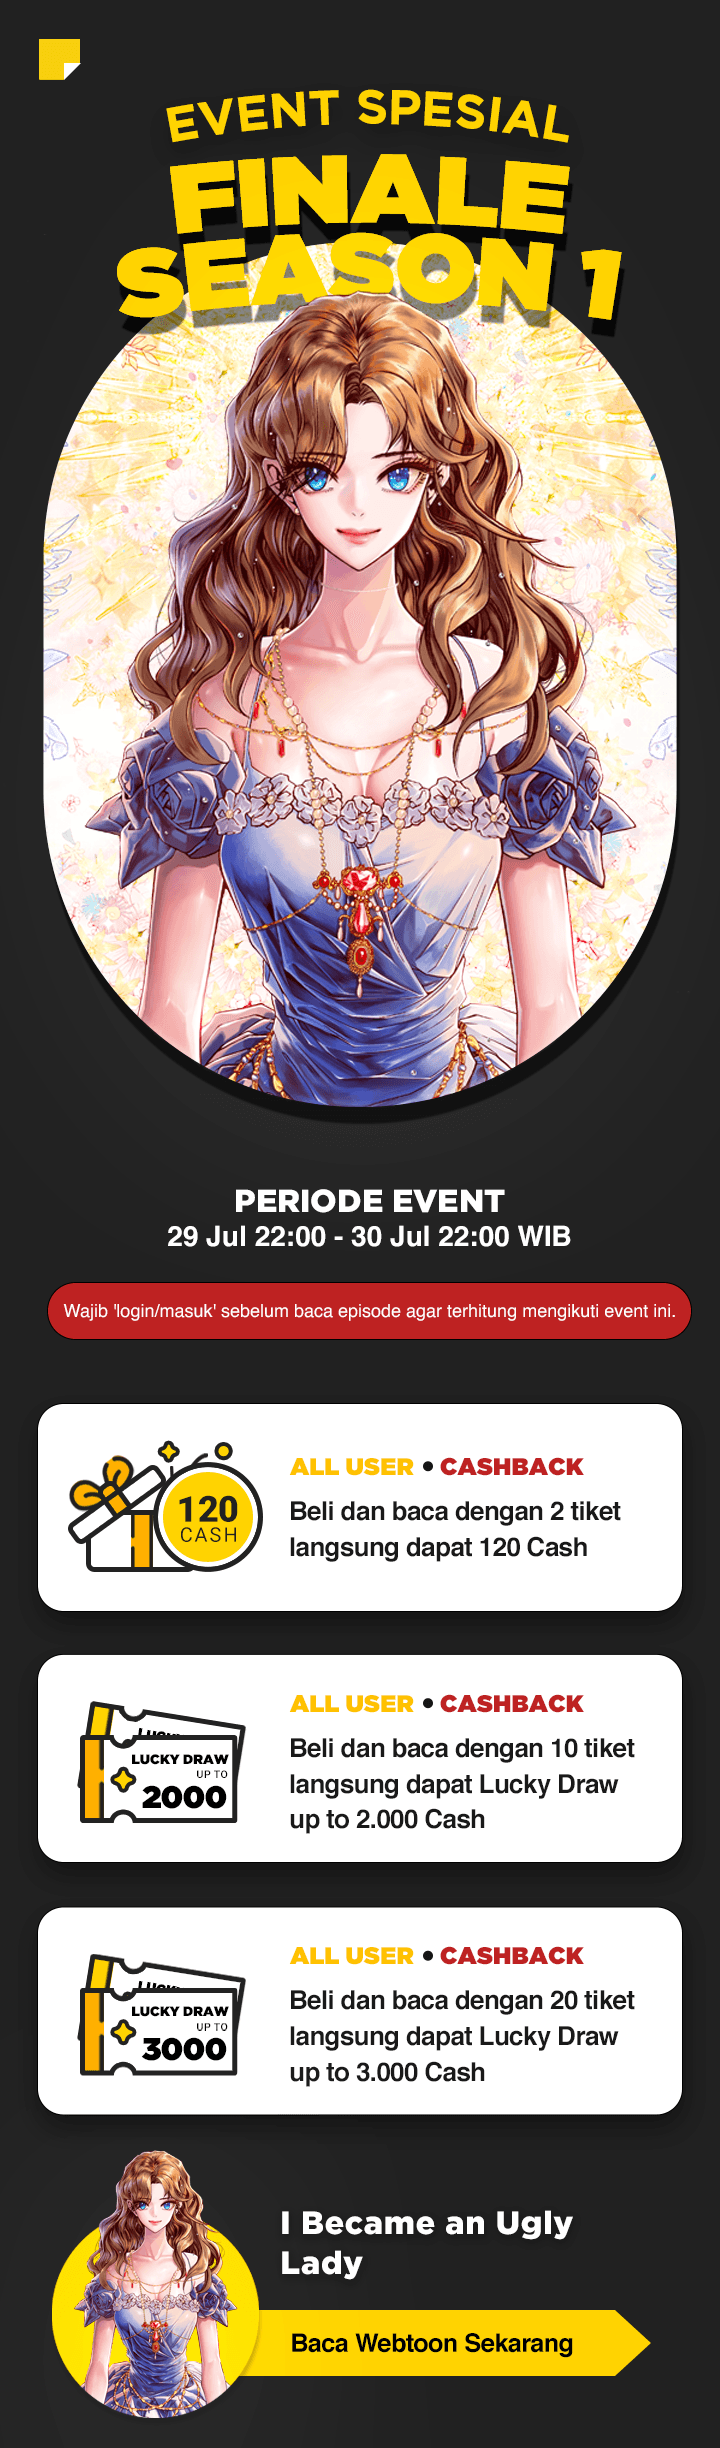 EVENT SPESIAL
FINALE
SEASON 1
PERIODE EVENT
29 Jul 22:00 - 30 Jul 22:00 WIB
Wajib 'login/masuk' sebelum baca episode agar terhitung mengikuti event ini.
120
CASH
ALL USER • CASHBACK
Beli dan baca dengan 2 tiket
langsung dapat 120 Cash
LUCKY DRAW
UP TO
2000
ALL USER • CASHBACK
Beli dan baca dengan 10 tiket
langsung dapat Lucky Draw
up to 2.000 Cash
LUCKY DRAW
UP TO
3000
ALL USER • CASHBACK
Beli dan baca dengan 20 tiket
langsung dapat Lucky Draw
up to 3.000 Cash
I Became an Ugly
Lady
Baca Webtoon Sekarang